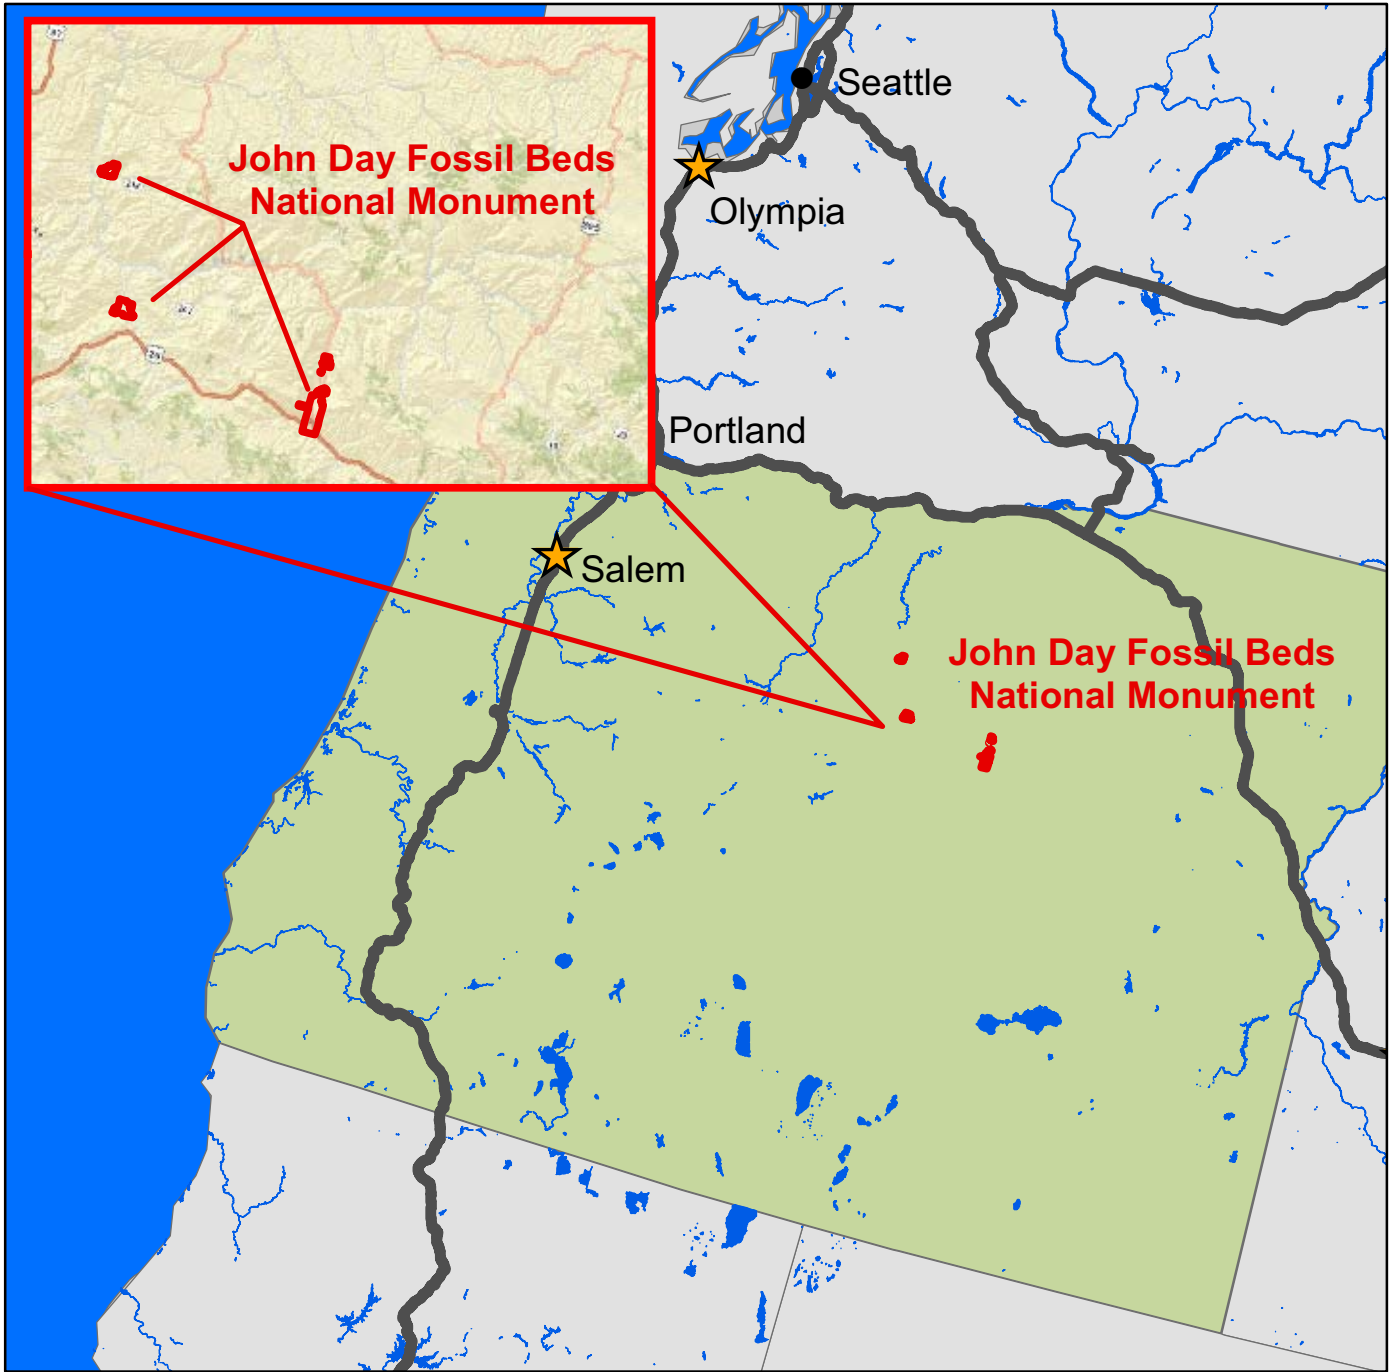 John Day Fossil Beds
National Monument
Seattle
Olympia
Portland
Salem
John Day Fossil Beds
National Monument